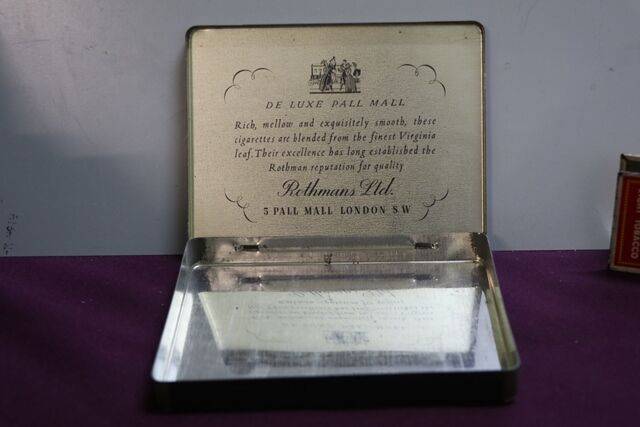 DE LUXE PALL MALL
Rich, mellow and exquisitely smooth, these
cigarettes are blended from the finest Virginia
leaf. Their excellence has long established the
Rothman reputation for quality
Rothmans Ltd.
5 PALL MALL LONDON S W